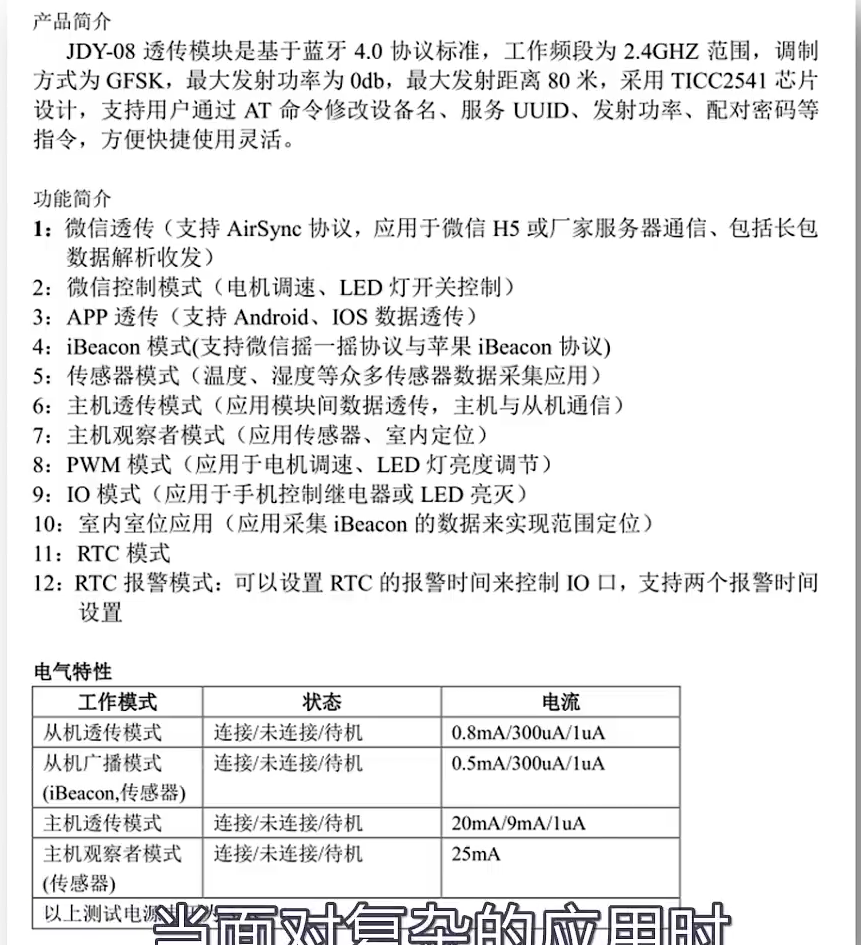 产品简介
JDY-08 透传模块是基于蓝牙 4.0 协议标准，工作频段为 2.4GHZ 范围，调制
方式为 GFSK，最大发射功率为 0db，最大发射距离 80 米，采用 TICC2541 芯片
设计，支持用户通过 AT 命令修改设备名、服务 UUID、发射功率、配对密码等
指令，方便快捷使用灵活。
功能简介
1：微信透传（支持 AirSync 协议，应用于微信 H5 或厂家服务器通信、包括长包
数据解析收发）
2：微信控制模式（电机调速、LED 灯开关控制）
3：APP 透传（支持 Android、IOS 数据透传）
4：iBeacon 模式(支持微信摇一摇协议与苹果 iBeacon 协议)
5：传感器模式（温度、湿度等众多传感器数据采集应用）
6：主机透传模式（应用模块间数据透传，主机与从机通信）
7：主机观察者模式（应用传感器、室内定位）
8：PWM 模式（应用于电机调速、LED 灯亮度调节）
9：IO 模式（应用于手机控制继电器或 LED 亮灭）
10：室内室位应用（应用采集 iBeacon 的数据来实现范围定位）
11：RTC 模式
12：RTC 报警模式：可以设置 RTC 的报警时间来控制 IO 口，支持两个报警时间
设置
电气特性
工作模式 状态 电流
从机透传模式 连接/未连接/待机 0.8mA/300uA/1uA
从机广播模式 连接/未连接/待机 0.5mA/300uA/1uA
(iBeacon,传感器)
主机透传模式 连接/未连接/待机 20mA/9mA/1uA
主机观察者模式 连接/未连接/待机 25mA
(传感器)
以上测试电源
当面对复杂的应用时